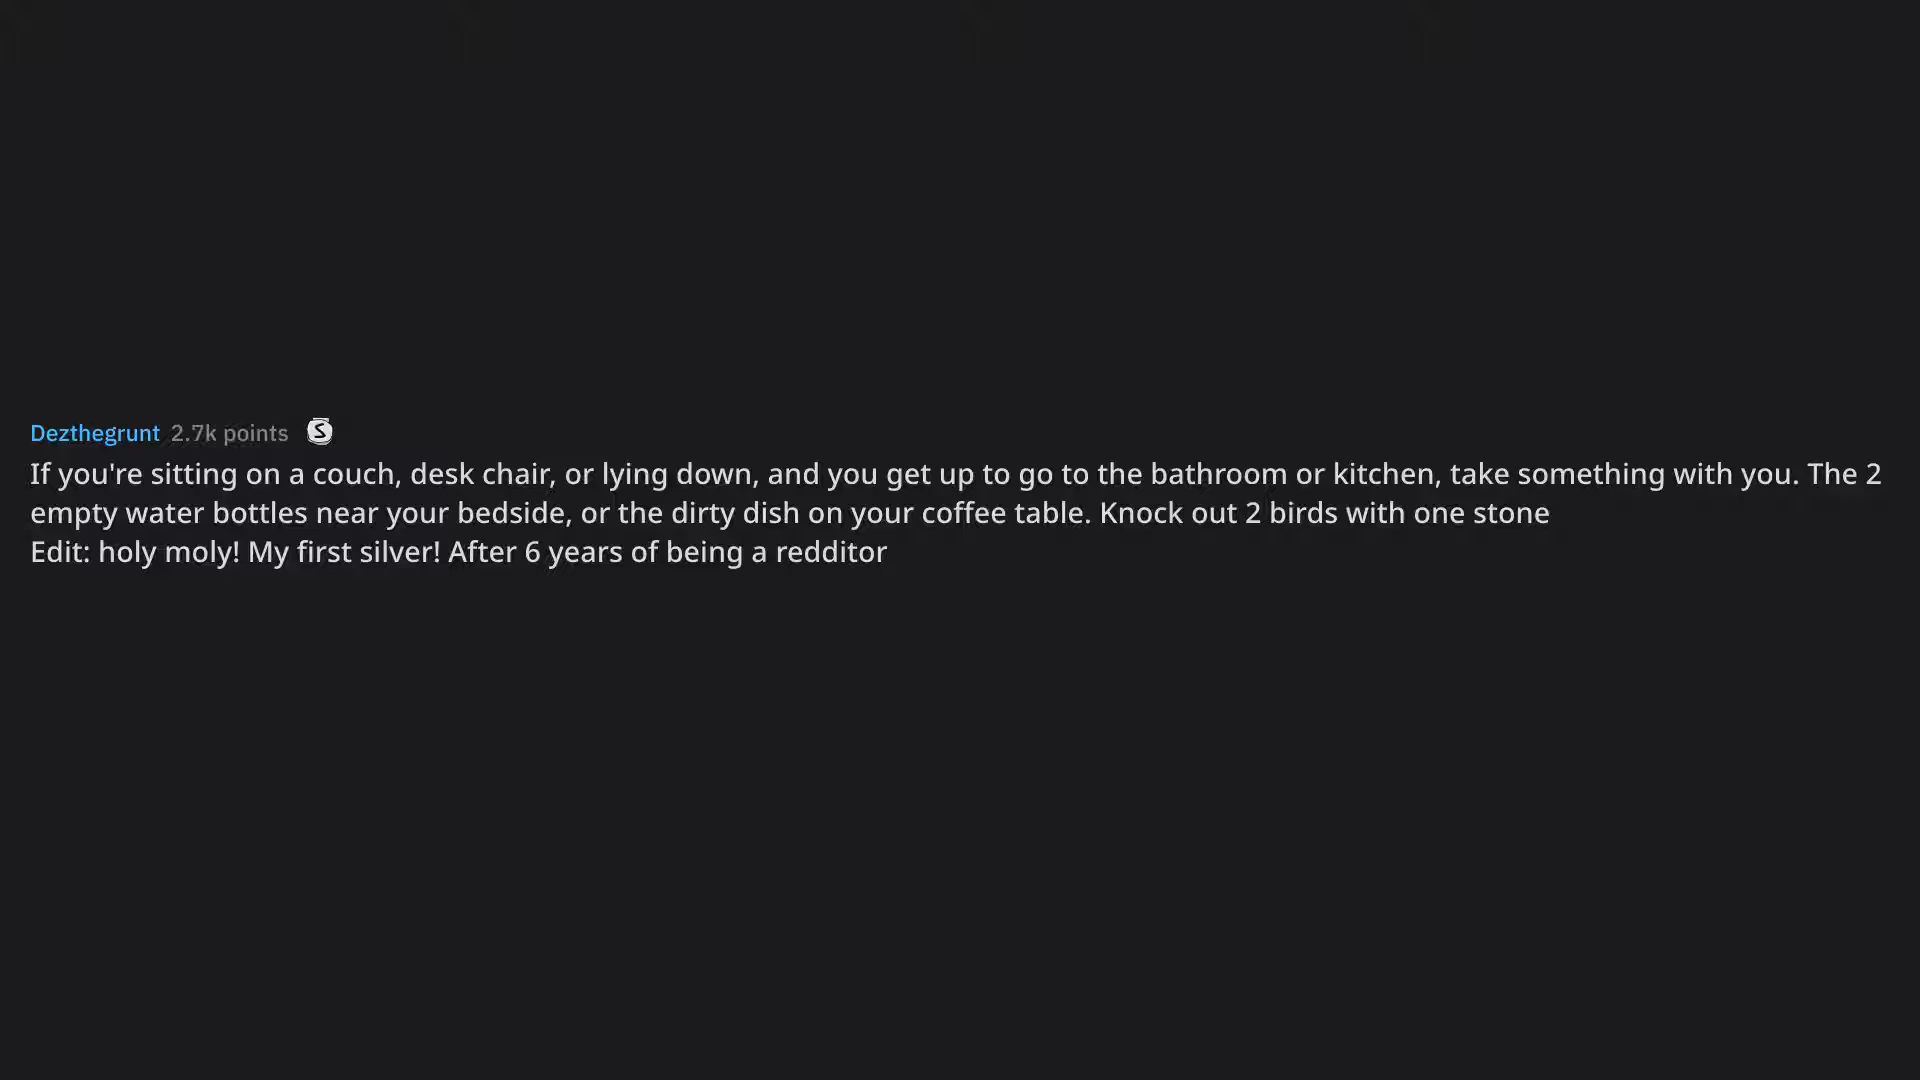 Dezthegrunt 2.7k points S
If you're sitting on a couch, desk chair, or lying down, and you get up to go to the bathroom or kitchen, take something with you. The 2
empty water bottles near your bedside, or the dirty dish on your coffee table. Knock out 2 birds with one stone
Edit: holy moly! My first silver! After 6 years of being a redditor